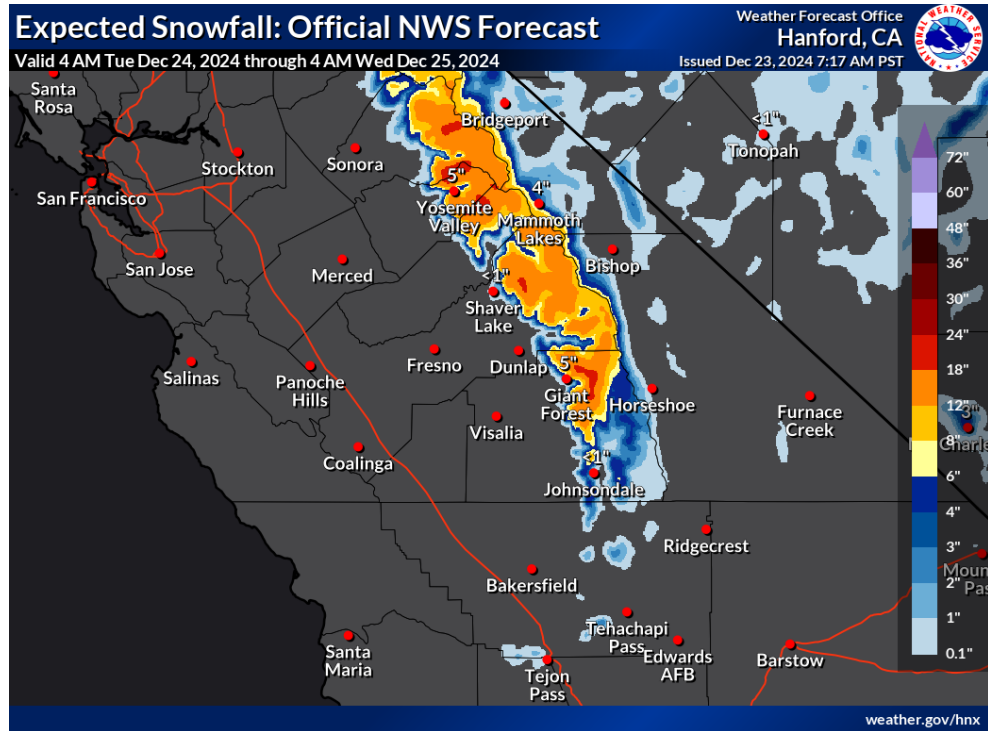 Expected Snowfall: Official NWS Forecast
Valid 4 AM Tue Dec 24, 2024 through 4 AM Wed Dec 25, 2024
Weather Forecast Office
Hanford, CA
Issued Dec 23, 2024 7:17 AM PST
NATIONAL WEATHER SERVICE
Santa
Rosa
Bridgeport
<1"
Tonopah
Stockton
Sonora
San Francisco
5"
Yosemite
Valley
4"
Mammoth
Lakes
San Jose
Merced
Bishop
<1"
Shaver
Lake
Salinas
Panoche
Hills
Fresno
Dunlap
5"
Giant
Forest
Horseshoe
Furnace
Creek
3"
Visalia
Coalinga
<1"
Johnsondale
Ridgecrest
Bakersfield
Tehachapi
Pass
Edwards
AFB
Barstow
Santa
Maria
Tejon
Pass
72"
60"
48"
36"
30"
24"
18"
12"
8"
6"
4"
3"
2"
1"
0.1"
weather.gov/hnx